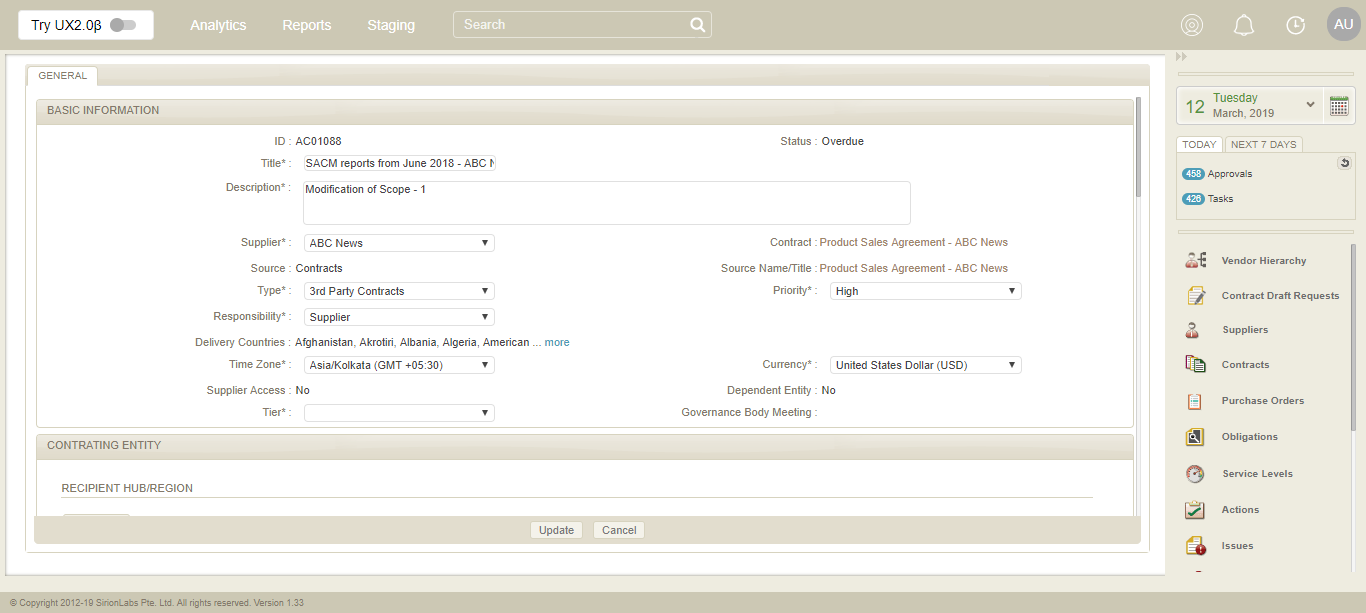 Try UX2.0β
Analytics
Reports
Staging
Search
AU
GENERAL
BASIC INFORMATION
ID : AC01088
Status : Overdue
Title* : SACM reports from June 2018 - ABC N
Description* : Modification of Scope - 1
Supplier* : ABC News
Contract : Product Sales Agreement - ABC News
Source : Contracts
Source Name/Title : Product Sales Agreement - ABC News
Type* : 3rd Party Contracts
Priority* : High
Responsibility* : Supplier
Delivery Countries : Afghanistan, Akrotiri, Albania, Algeria, American ... more
Time Zone* : Asia/Kolkata (GMT +05:30)
Currency* : United States Dollar (USD)
Supplier Access : No
Dependent Entity : No
Tier* :
Governance Body Meeting :
CONTRATING ENTITY
RECIPIENT HUB/REGION
Update
Cancel
12
Tuesday
March, 2019
TODAY
NEXT 7 DAYS
458 Approvals
426 Tasks
Vendor Hierarchy
Contract Draft Requests
Suppliers
Contracts
Purchase Orders
Obligations
Service Levels
Actions
Issues
© Copyright 2012-19 SirionLabs Pte. Ltd. All rights reserved. Version 1.33